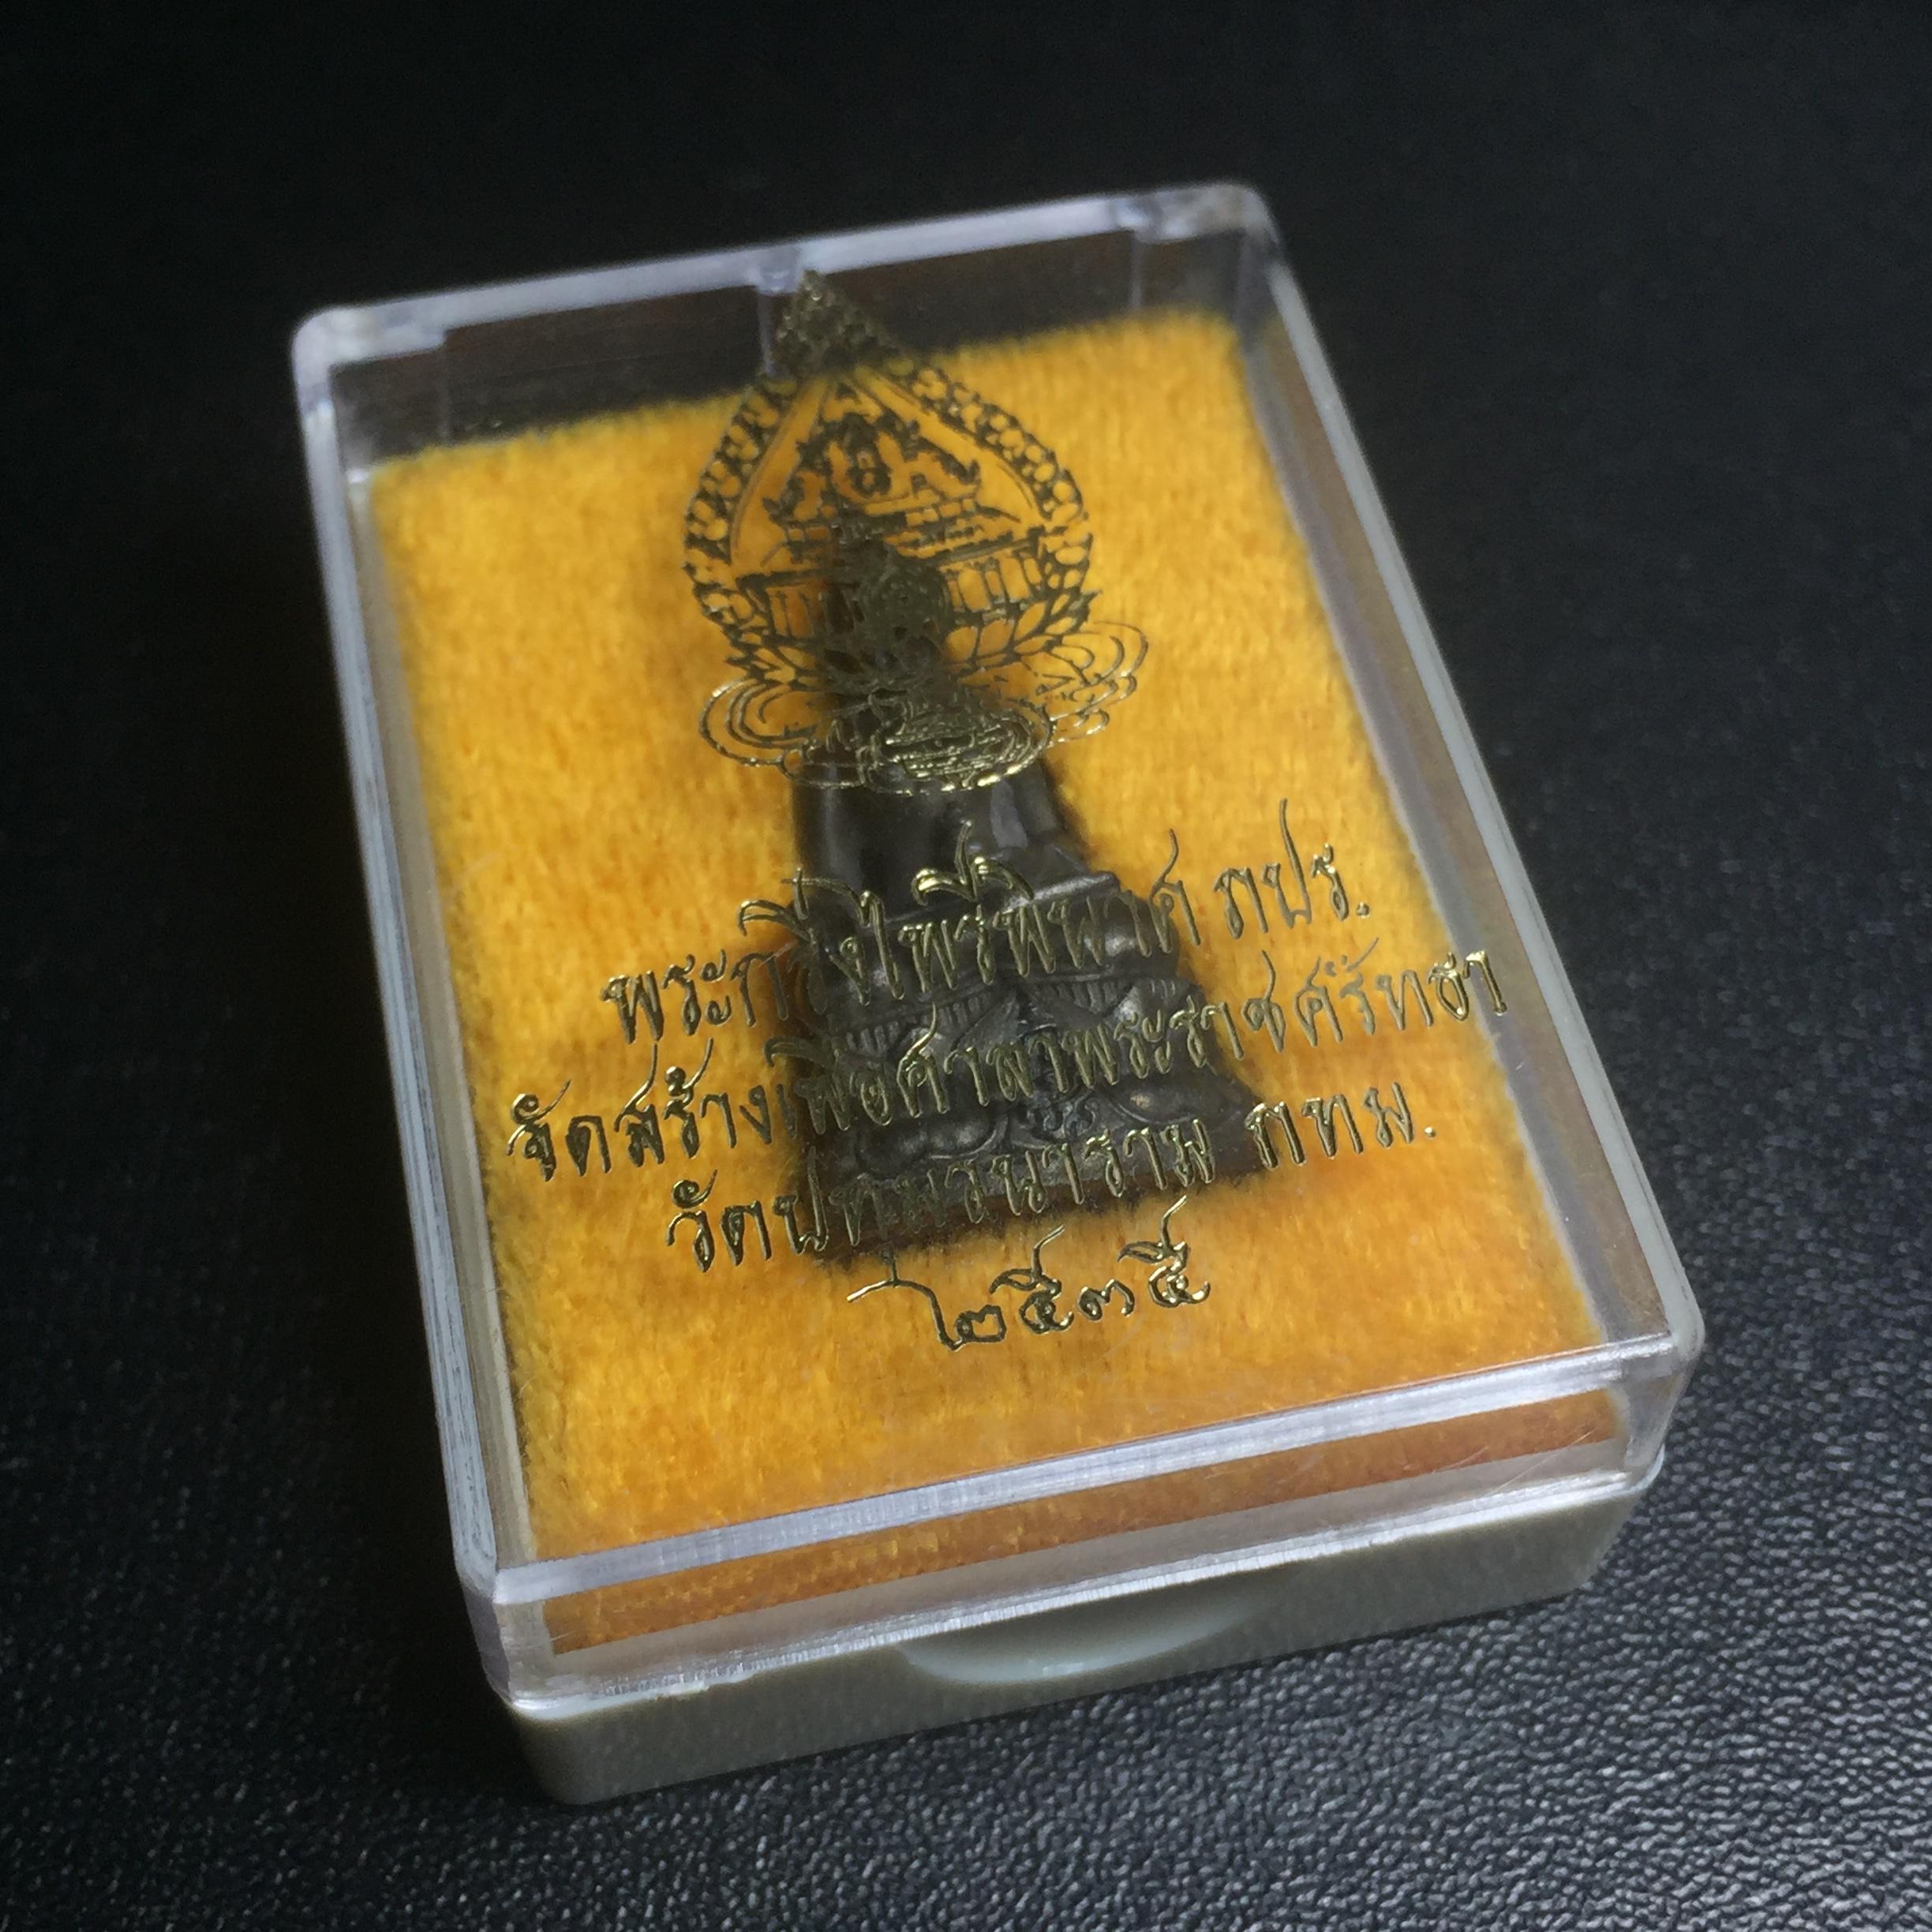 พระกริ่งไพรีพินาศ ภปร.
จัดสร้างเพื่อศาลาพระราชศรัทธา
วัดปทุมวนาราม กทม.
๒๕๓๕